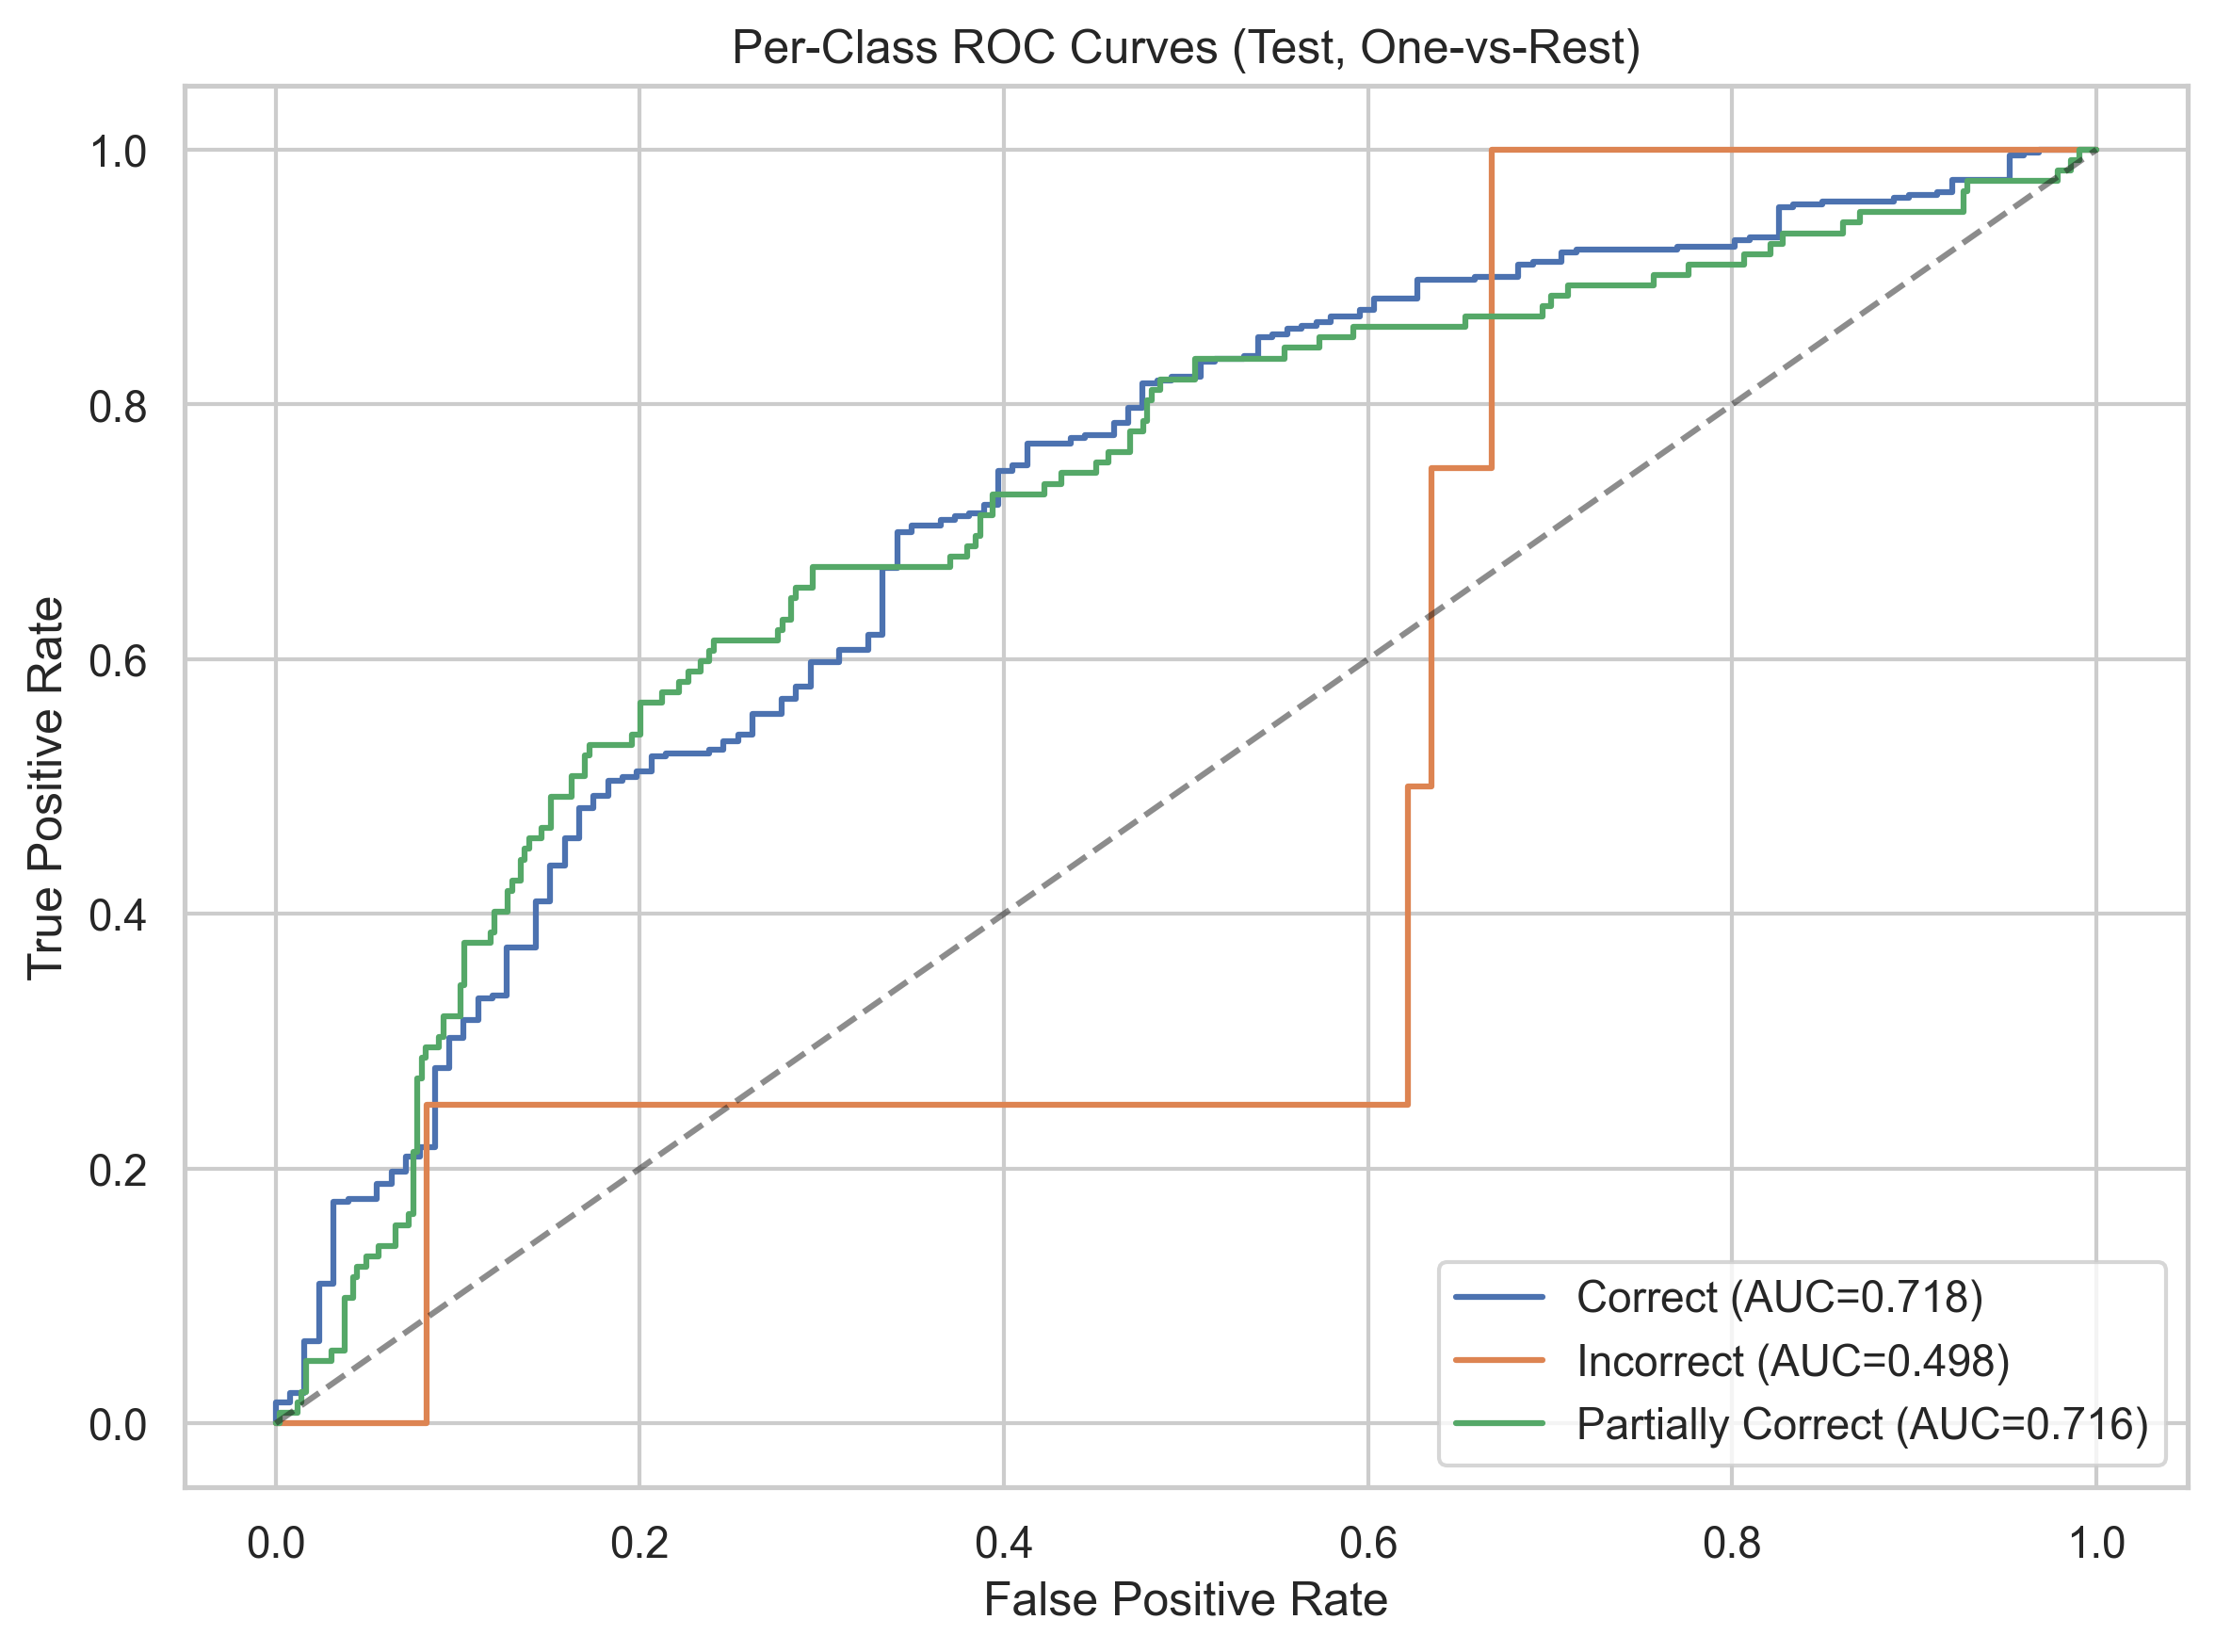 Per-Class ROC Curves (Test, One-vs-Rest)
True Positive Rate
1.0
0.8
0.6
0.4
0.2
0.0
Correct (AUC=0.718)
Incorrect (AUC=0.498)
Partially Correct (AUC=0.716)
0.0 0.2 0.4 0.6 0.8 1.0
False Positive Rate